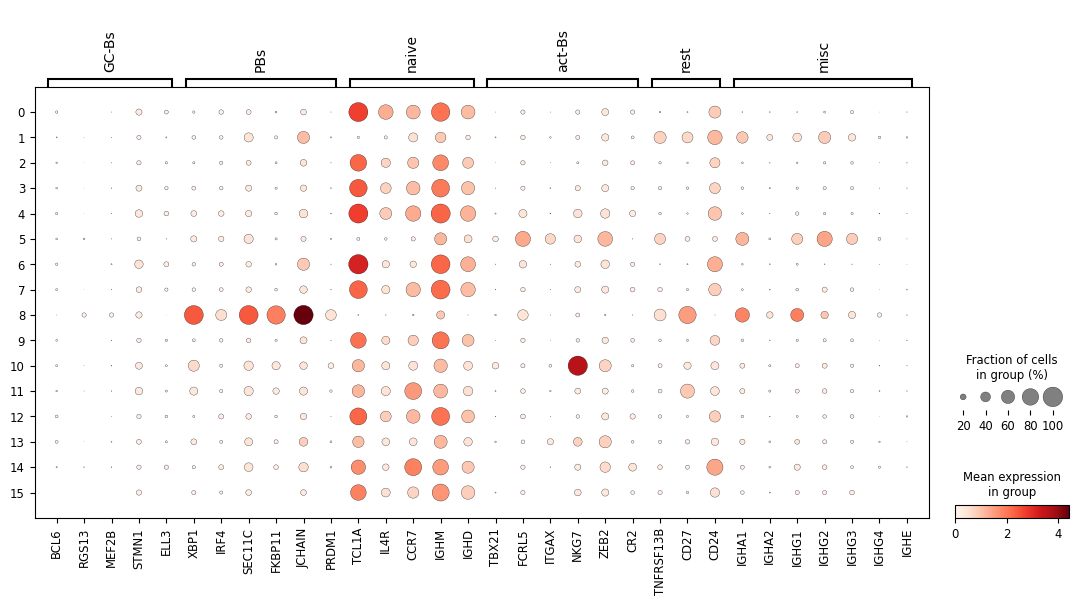 GC-Bs PBs naive act-Bs rest misc
0
1
2
3
4
5
6
7
8
9
10
11
12
13
14
15
BCL6 RGS13 MEF2B STMN1 ELL3 XBP1 IRF4 SEC11C FKBP11 JCHAIN PRDM1 TCL1A IL4R CCR7 IGHM IGHD TBX21 FCRL5 ITGAX NKG7 ZEB2 CR2 TNFRSF13B CD27 CD24 IGHA1 IGHA2 IGHG1 IGHG2 IGHG3 IGHG4 IGHE
Fraction of cells
in group (%)
20 40 60 80 100
Mean expression
in group
0 2 4